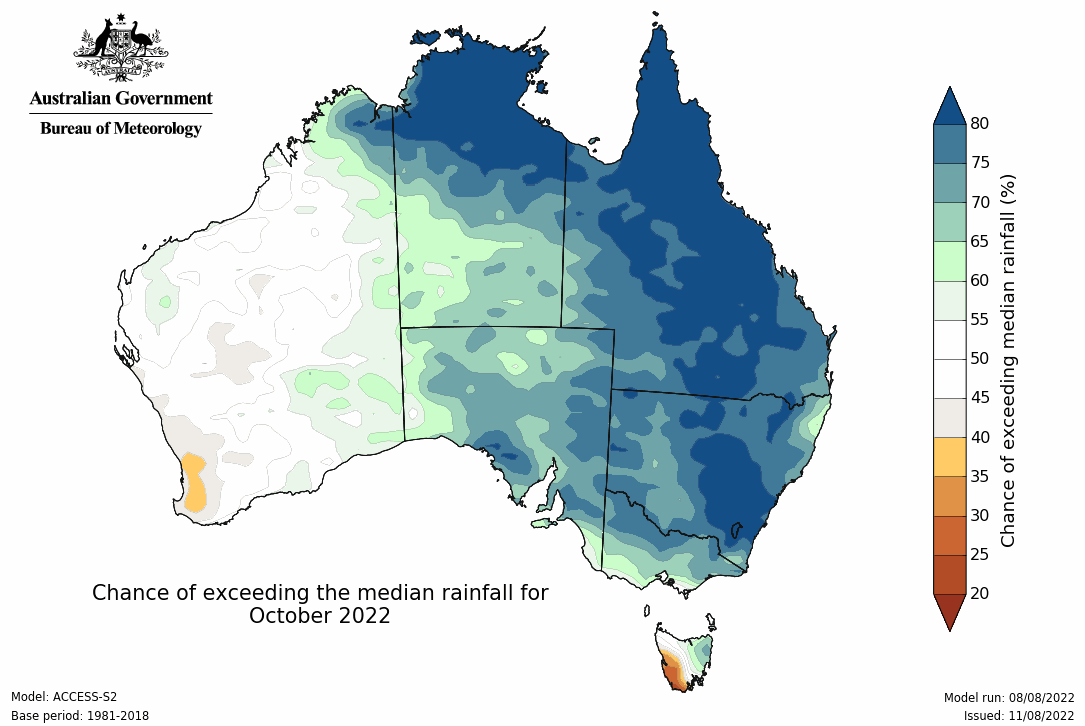 Australian Government
Bureau of Meteorology
80
75
70
65
60
55
50
45
40
35
30
25
20
Chance of exceeding median rainfall (%)
Chance of exceeding the median rainfall for
October 2022
Model: ACCESS-S2
Base period: 1981-2018
Model run: 08/08/2022
Issued: 11/08/2022